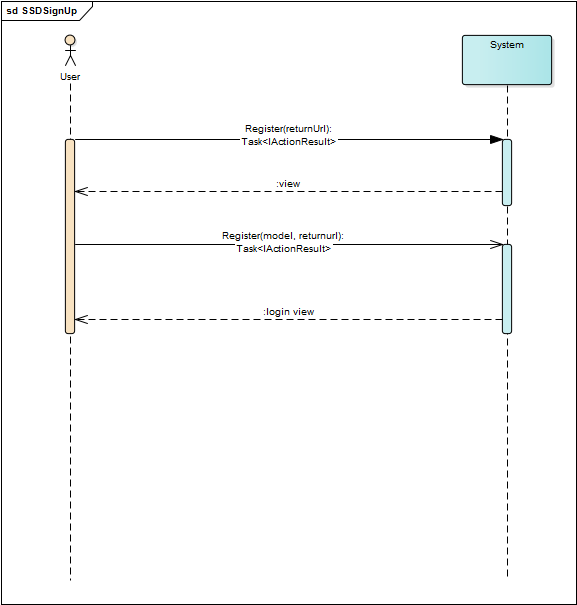 sd SSDSignUp
User
System
Register(returnUrl):
Task<IActionResult>
:view
Register(model, returnurl):
Task<IActionResult>
:login view